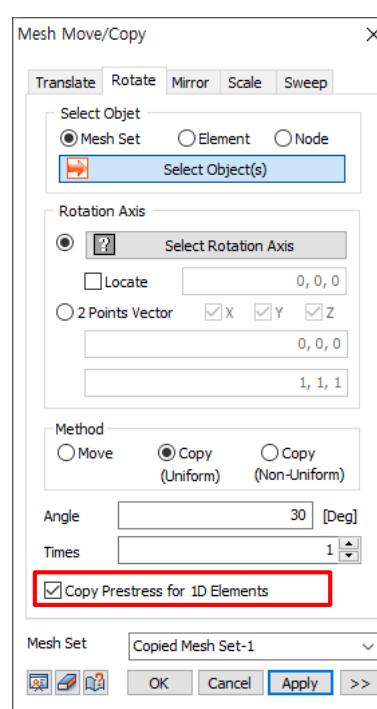 Mesh Move/Copy
Translate Rotate Mirror Scale Sweep
Select Objet
Mesh Set Element Node
Select Object(s)
Rotation Axis
? Select Rotation Axis
Locate 0, 0, 0
2 Points Vector X Y Z
0, 0, 0
1, 1, 1
Method
Move Copy (Uniform) Copy (Non-Uniform)
Angle 30 [Deg]
Times 1
Copy Prestress for 1D Elements
Mesh Set Copied Mesh Set-1
OK Cancel Apply >>